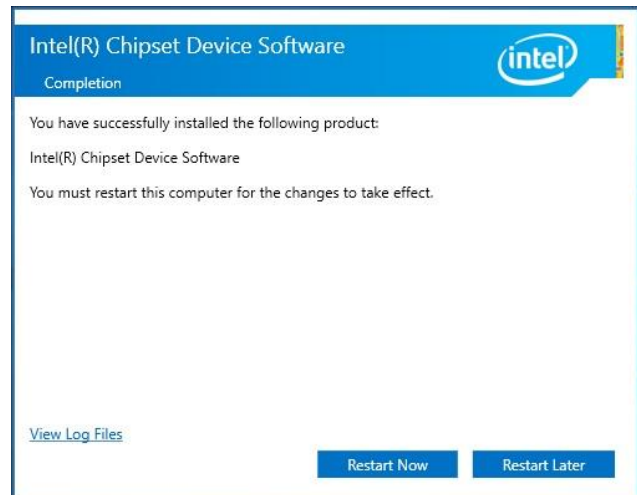 Intel(R) Chipset Device Software
intel
Completion
You have successfully installed the following product:
Intel(R) Chipset Device Software
You must restart this computer for the changes to take effect.
View Log Files
Restart Now
Restart Later